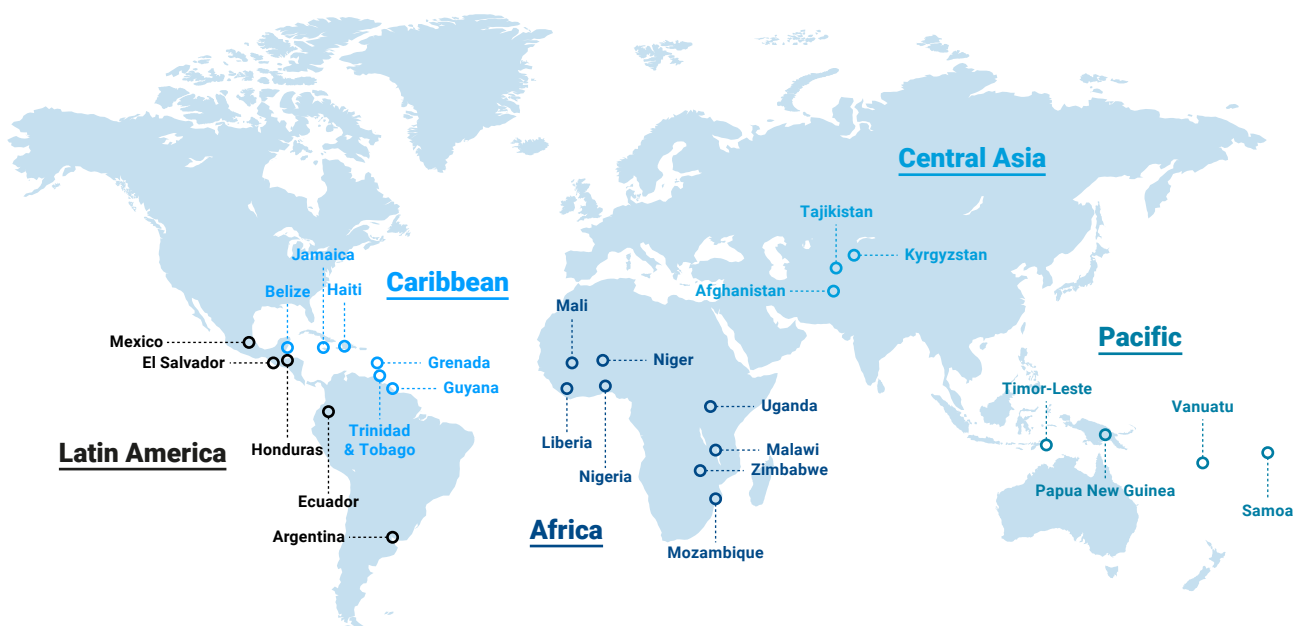 Central Asia
Tajikistan
Kyrgyzstan
Afghanistan
Jamaica
Caribbean
Belize
Haiti
Mexico
El Salvador
Grenada
Guyana
Trinidad
& Tobago
Latin America
Honduras
Ecuador
Argentina
Mali
Niger
Uganda
Liberia
Malawi
Zimbabwe
Nigeria
Africa
Mozambique
Pacific
Timor-Leste
Vanuatu
Papua New Guinea
Samoa